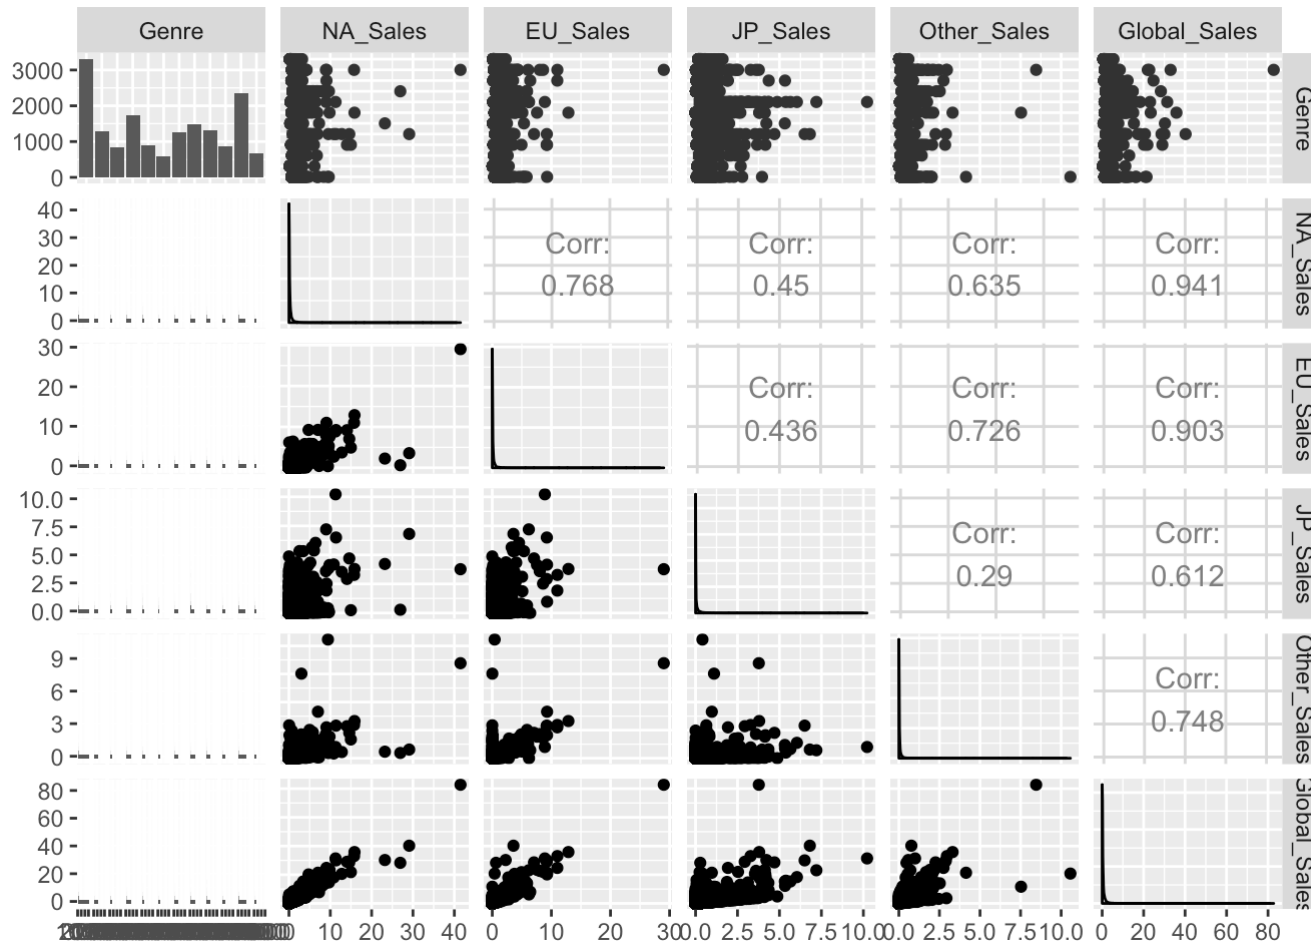 Genre NA_Sales EU_Sales JP_Sales Other_Sales Global_Sales
3000
2000
1000
0
Genre
40
30
20
10
0
Corr:
0.768
Corr:
0.45
Corr:
0.635
Corr:
0.941
NA_Sales
30
20
10
0
Corr:
0.436
Corr:
0.726
Corr:
0.903
EU_Sales
10.0
7.5
5.0
2.5
0.0
Corr:
0.29
Corr:
0.612
JP_Sales
9
6
3
0
Corr:
0.748
Other_Sales
80
60
40
20
0
Global_Sales
0 10 20 30 40 0 10 20 30 0.0 2.5 5.0 7.5 10.0 0.0 2.5 5.0 7.5 10.0 0 20 40 60 80